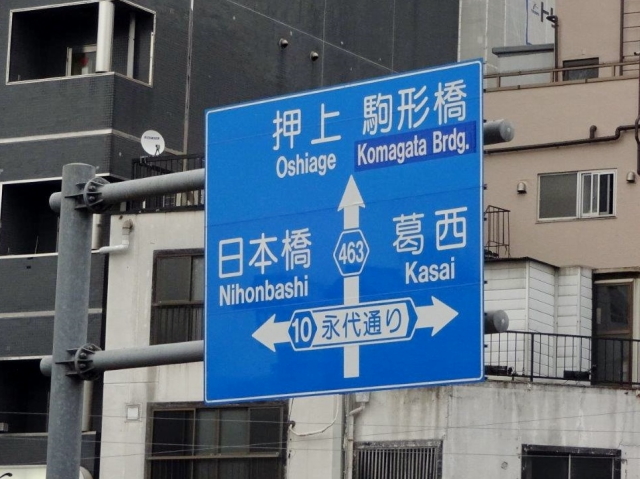 押上 駒形橋
Oshiage Komagata Brdg.
日本橋 463 葛西
Nihonbashi Kasai
10 永代通り